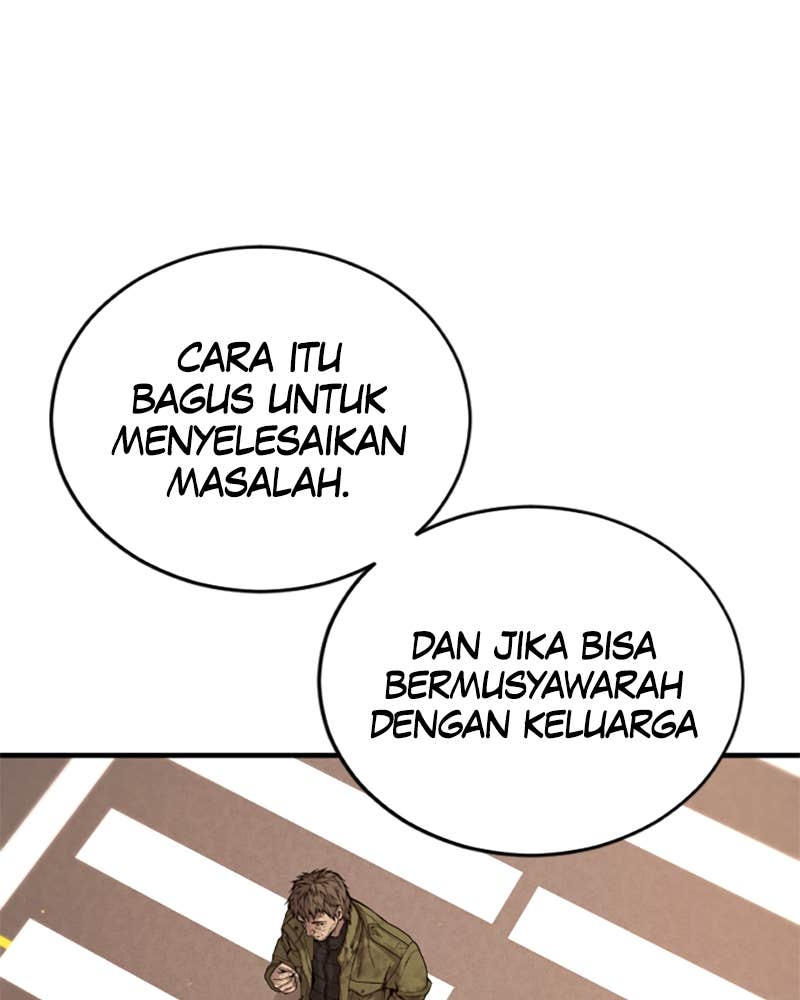 CARA ITU
BAGUS UNTUK
MENYELESAIKAN
MASALAH.
DAN JIKA BISA
BERMUSYAWARAH
DENGAN KELUARGA